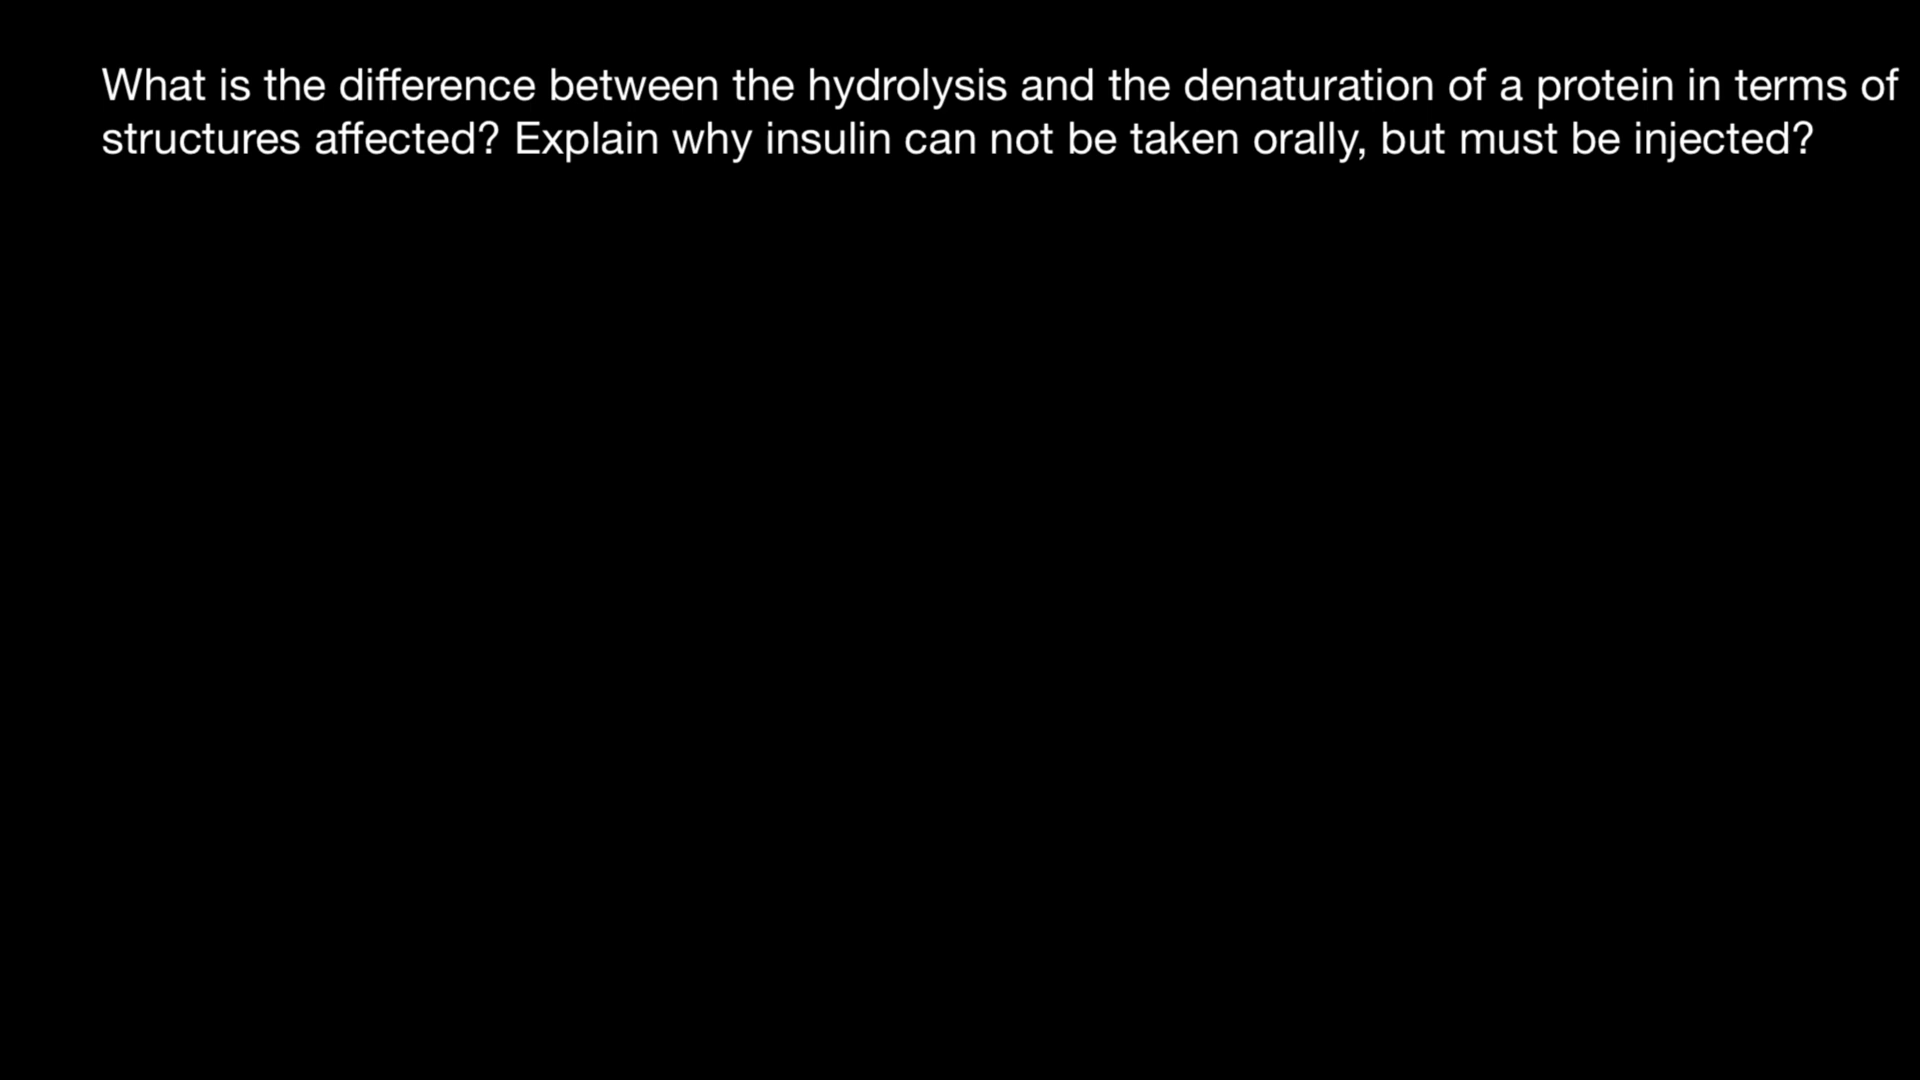 What is the difference between the hydrolysis and the denaturation of a protein in terms of
structures affected? Explain why insulin can not be taken orally, but must be injected?